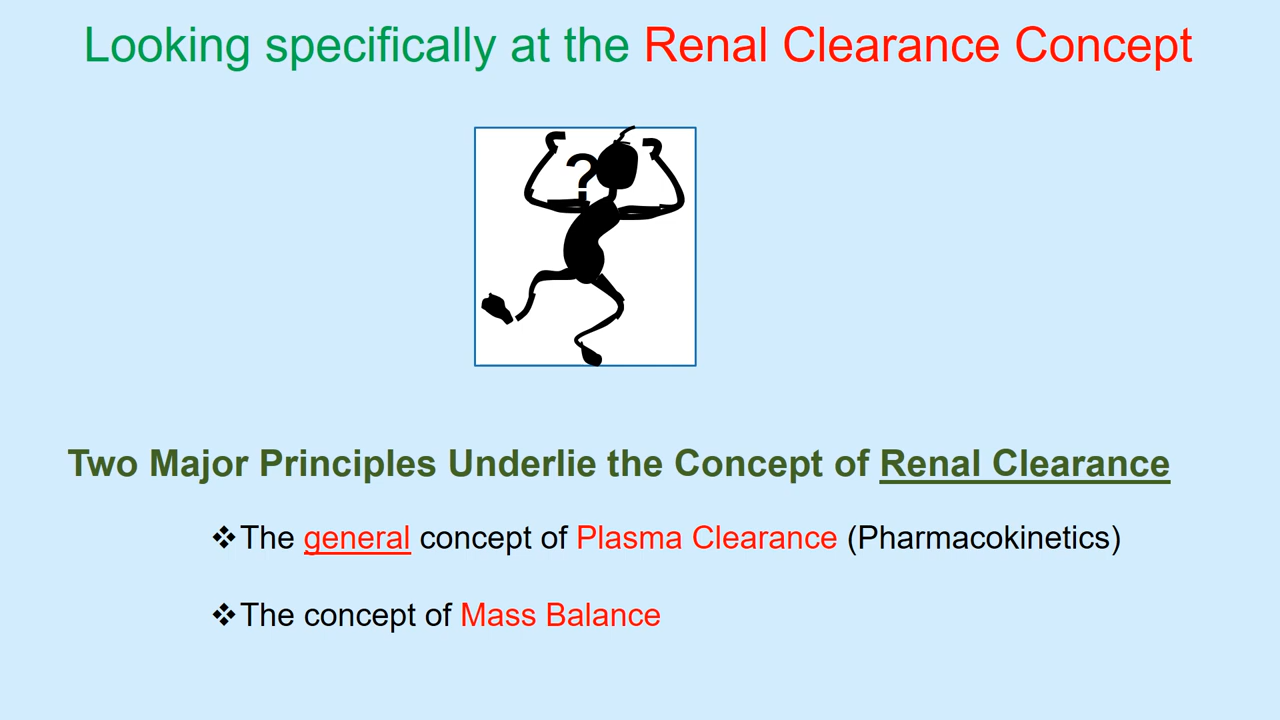 Looking specifically at the Renal Clearance Concept
?
Two Major Principles Underlie the Concept of Renal Clearance
❖The general concept of Plasma Clearance (Pharmacokinetics)
❖The concept of Mass Balance